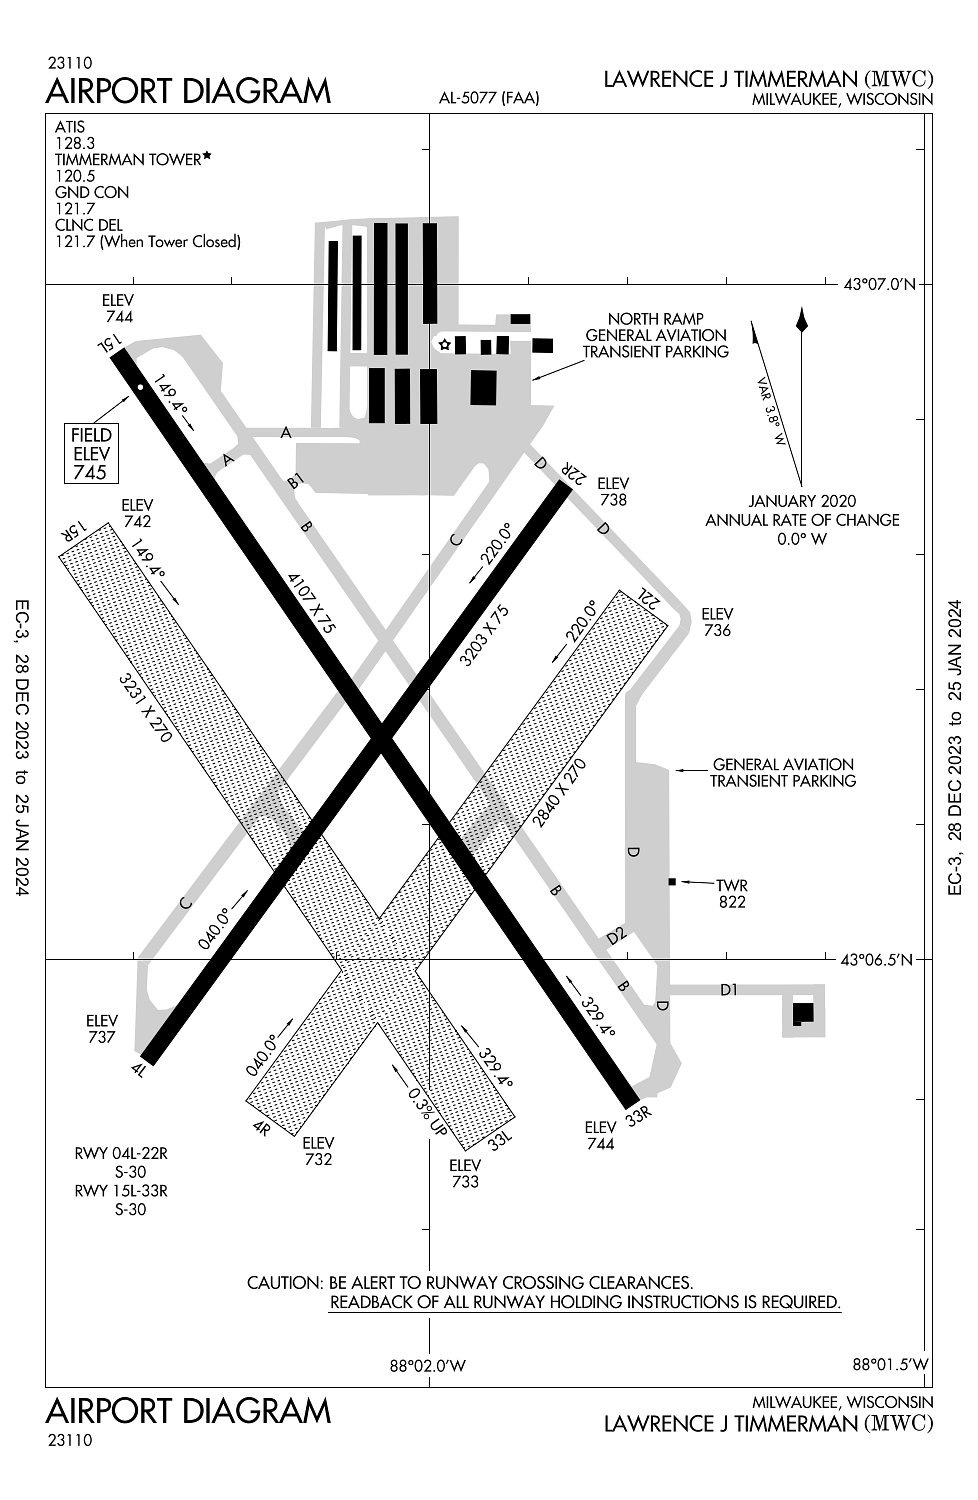 23110
AIRPORT DIAGRAM
AL-5077 (FAA)
LAWRENCE J TIMMERMAN (MWC)
MILWAUKEE, WISCONSIN
ATIS
128.3
TIMMERMAN TOWER★
120.5
GND CON
121.7
CLNC DEL
121.7 (When Tower Closed)
43°07.0'N
ELEV
744
15L
149.4°
FIELD
ELEV
745
NORTH RAMP
GENERAL AVIATION
TRANSIENT PARKING
VAR 3.8° W
JANUARY 2020
ANNUAL RATE OF CHANGE
0.0° W
A
A
B1
B
C
D
22R
ELEV
738
D
220.0°
ELEV
742
15R
149.4°
4107 X 75
3203 X 75
22L
220.0°
ELEV
736
3231 X 270
2840 X 270
GENERAL AVIATION
TRANSIENT PARKING
D
TWR
822
B
C
040.0°
D2
43°06.5'N
B
D
D1
329.4°
ELEV
737
4L
040.0°
329.4°
0.3% UP
4R
ELEV
732
33L
ELEV
733
33R
ELEV
744
RWY 04L-22R
S-30
RWY 15L-33R
S-30
CAUTION: BE ALERT TO RUNWAY CROSSING CLEARANCES.
READBACK OF ALL RUNWAY HOLDING INSTRUCTIONS IS REQUIRED.
88°02.0'W
88°01.5'W
EC-3, 28 DEC 2023 to 25 JAN 2024
EC-3, 28 DEC 2023 to 25 JAN 2024
AIRPORT DIAGRAM
23110
MILWAUKEE, WISCONSIN
LAWRENCE J TIMMERMAN (MWC)